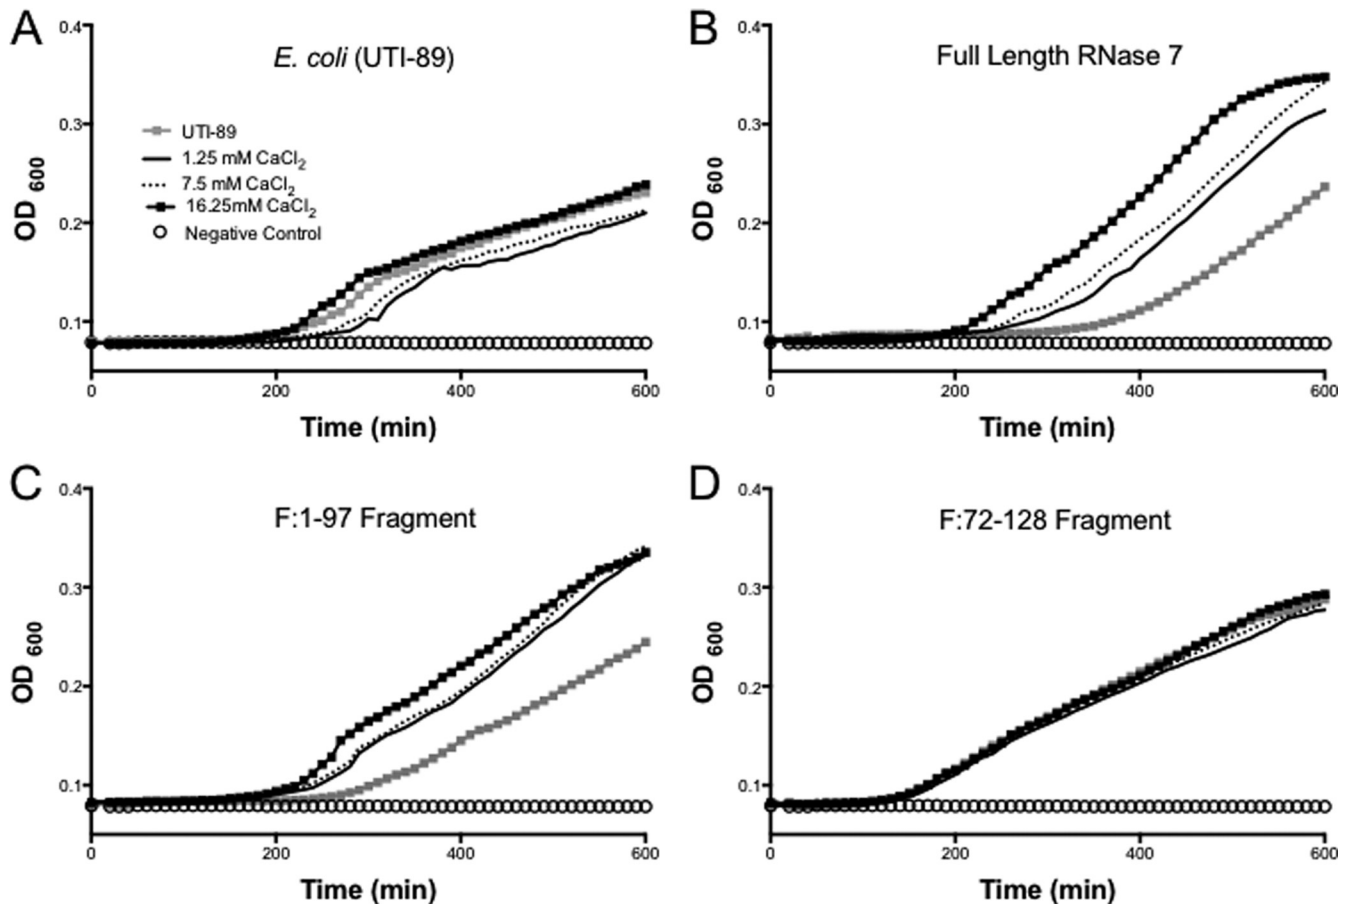 A
E. coli (UTI-89)
0.4
0.3
0.2
0.1
OD 600
UTI-89
1.25 mM CaCl2
7.5 mM CaCl2
16.25mM CaCl2
Negative Control
0 200 400 600
Time (min)
B
Full Length RNase 7
0.4
0.3
0.2
0.1
OD 600
0 200 400 600
Time (min)
C
F:1-97 Fragment
0.4
0.3
0.2
0.1
OD 600
0 200 400 600
Time (min)
D
F:72-128 Fragment
0.4
0.3
0.2
0.1
OD 600
0 200 400 600
Time (min)